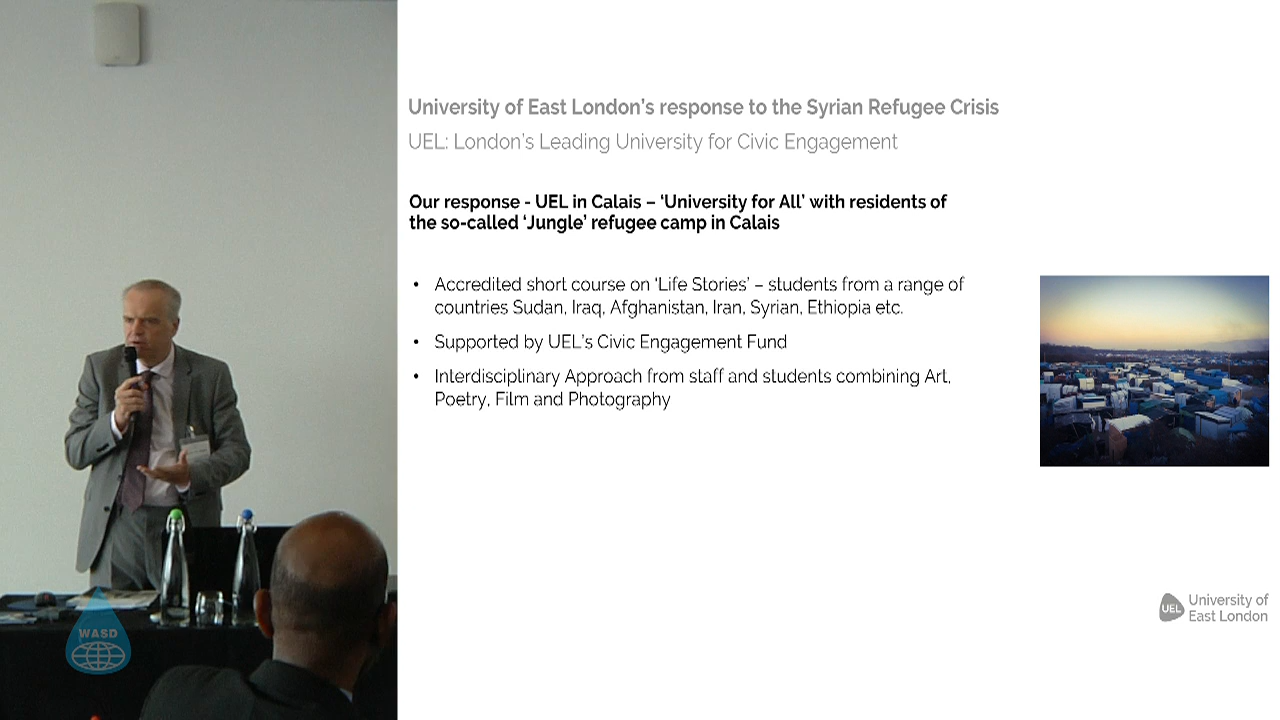 University of East London's response to the Syrian Refugee Crisis
UEL: London's Leading University for Civic Engagement
Our response - UEL in Calais – 'University for All' with residents of
the so-called 'Jungle' refugee camp in Calais
• Accredited short course on 'Life Stories' – students from a range of
countries Sudan, Iraq, Afghanistan, Iran, Syrian, Ethiopia etc.
• Supported by UEL's Civic Engagement Fund
• Interdisciplinary Approach from staff and students combining Art,
Poetry, Film and Photography
UEL
University of
East London
WASD